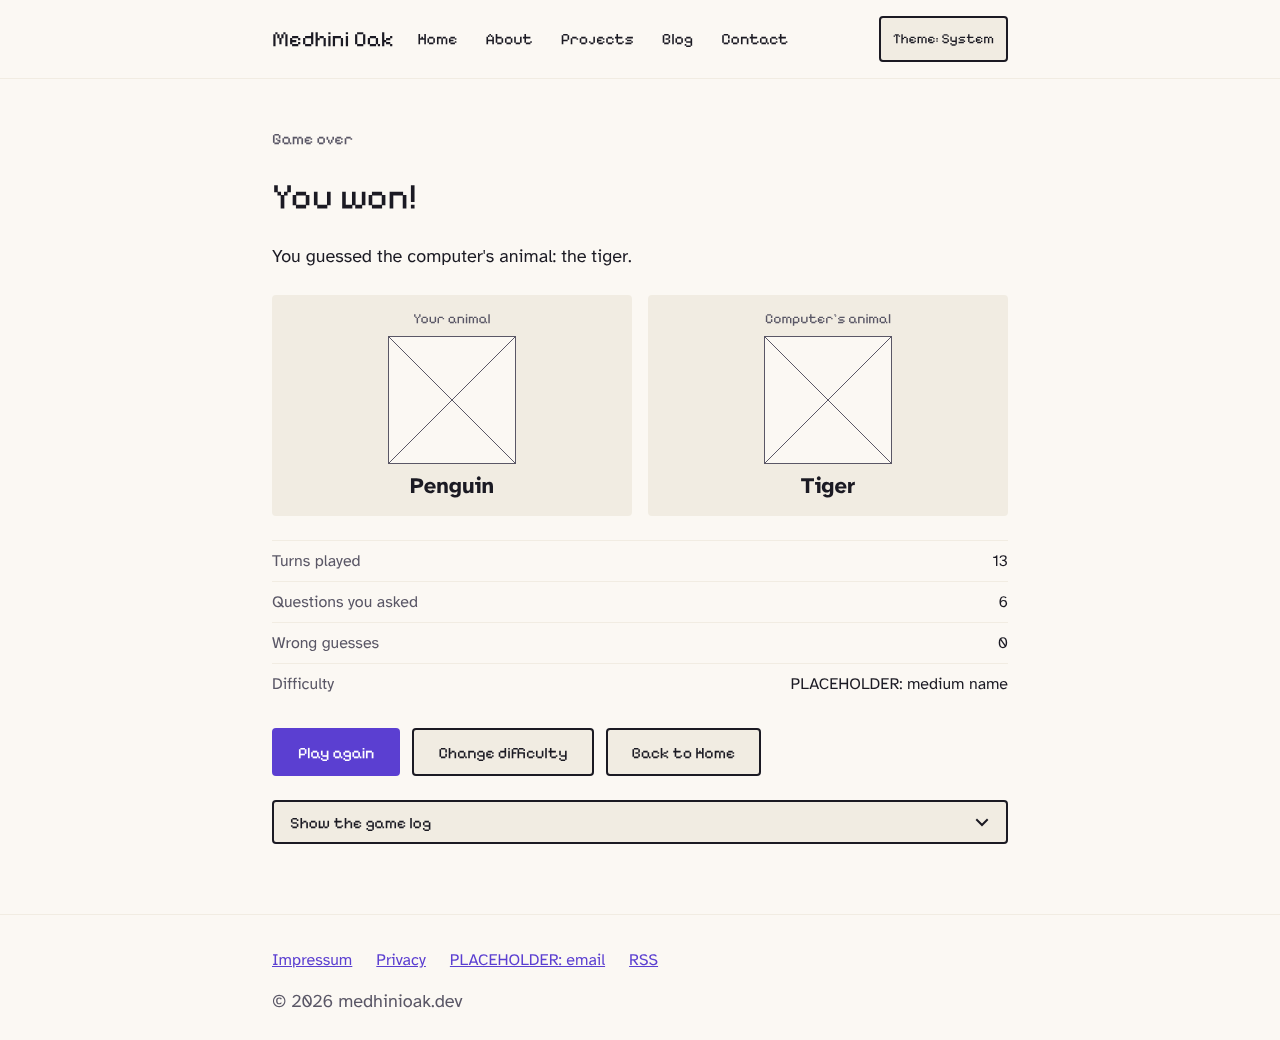 Medhini Oak Home About Projects Blog Contact Theme: System
Game over
You won!
You guessed the computer's animal: the tiger.
Your animal Computer's animal
Penguin Tiger
Turns played 13
Questions you asked 6
Wrong guesses 0
Difficulty PLACEHOLDER: medium name
Play again Change difficulty Back to Home
Show the game log
Impressum Privacy PLACEHOLDER: email RSS
© 2026 medhinioak.dev